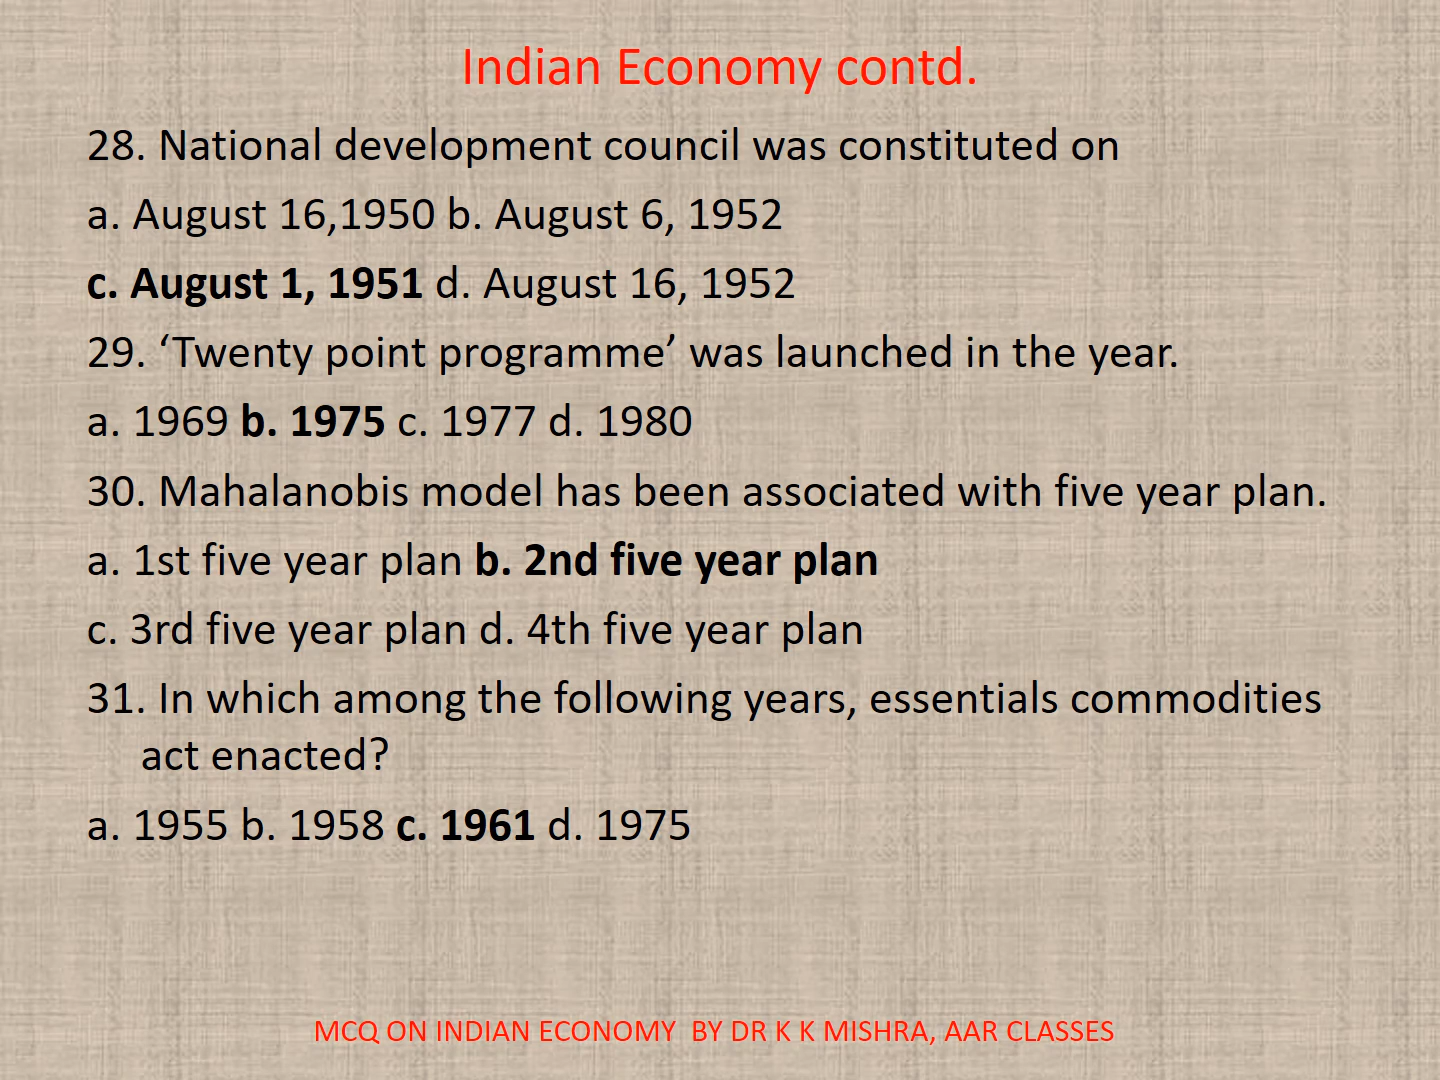 Indian Economy contd.
28. National development council was constituted on
a. August 16,1950 b. August 6, 1952
c. August 1, 1951 d. August 16, 1952
29. ‘Twenty point programme’ was launched in the year.
a. 1969 b. 1975 c. 1977 d. 1980
30. Mahalanobis model has been associated with five year plan.
a. 1st five year plan b. 2nd five year plan
c. 3rd five year plan d. 4th five year plan
31. In which among the following years, essentials commodities
act enacted?
a. 1955 b. 1958 c. 1961 d. 1975
MCQ ON INDIAN ECONOMY  BY DR K K MISHRA, AAR CLASSES